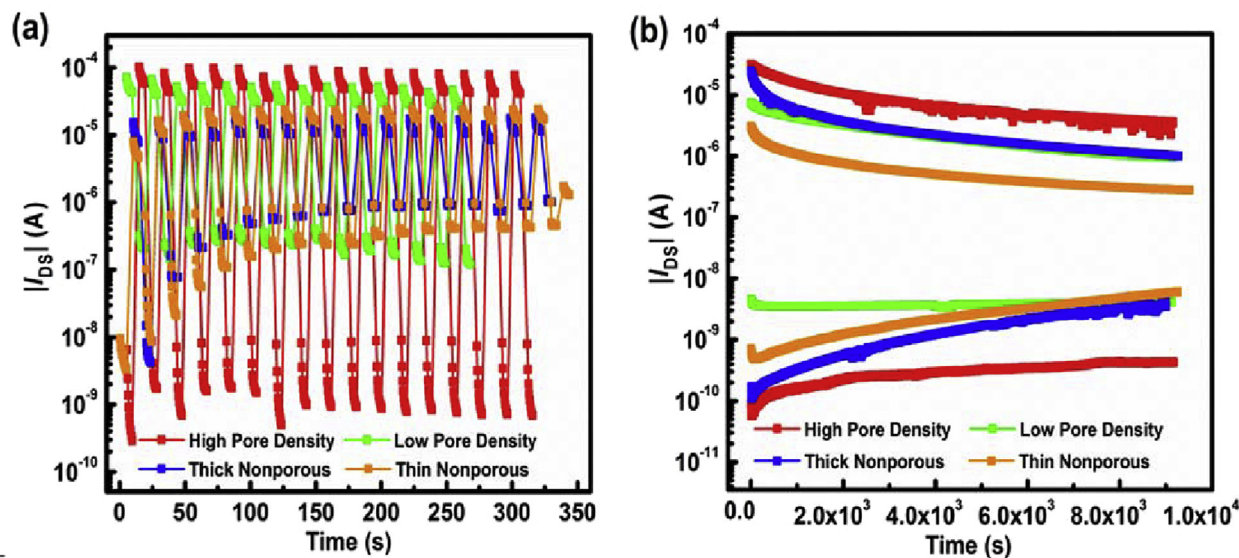 (a)
|I_DS| (A)
10⁻⁴
10⁻⁵
10⁻⁶
10⁻⁷
10⁻⁸
10⁻⁹
10⁻¹⁰
High Pore Density Low Pore Density
Thick Nonporous Thin Nonporous
0 50 100 150 200 250 300 350
Time (s)
(b)
|I_DS| (A)
10⁻⁴
10⁻⁵
10⁻⁶
10⁻⁷
10⁻⁸
10⁻⁹
10⁻¹⁰
10⁻¹¹
High Pore Density Low Pore Density
Thick Nonporous Thin Nonporous
0.0 2.0x10³ 4.0x10³ 6.0x10³ 8.0x10³ 1.0x10⁴
Time (s)